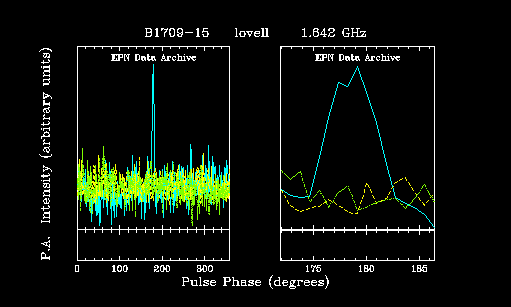 B1709-15 lovell 1.642 GHz
EPN Data Archive EPN Data Archive
P.A. Intensity (arbitrary units)
0 100 200 300 175 180 185
Pulse Phase (degrees)